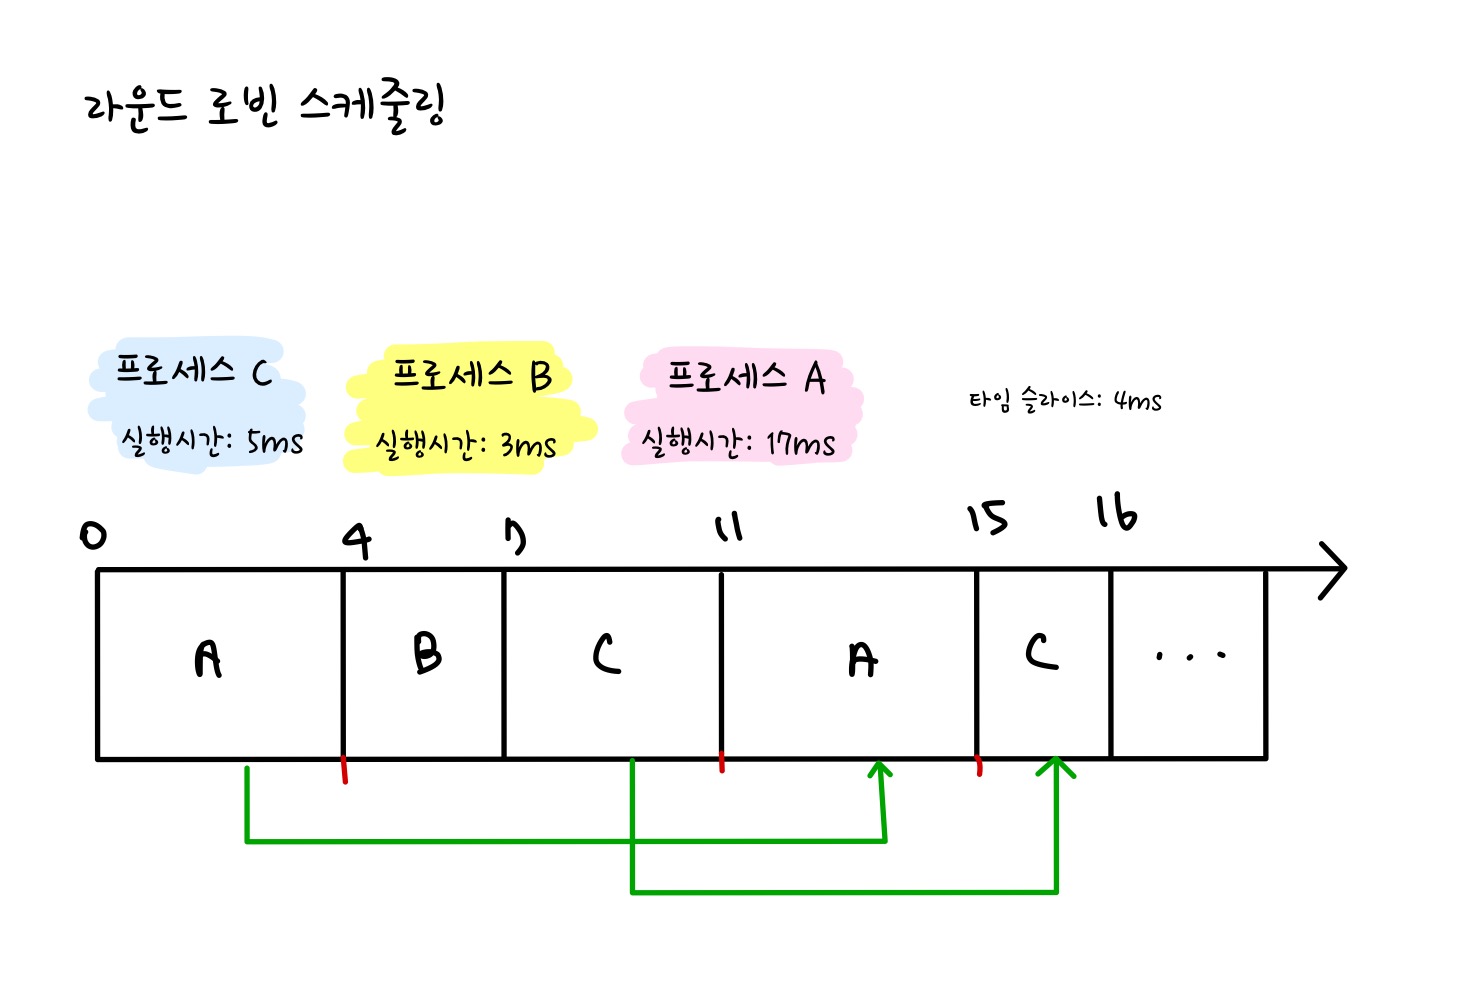 라운드 로빈 스케줄링
프로세스 C
실행시간: 5ms
프로세스 B
실행시간: 3ms
프로세스 A
실행시간: 17ms
타임 슬라이스: 4ms
0 4 7 11 15 16
A B C A C ...